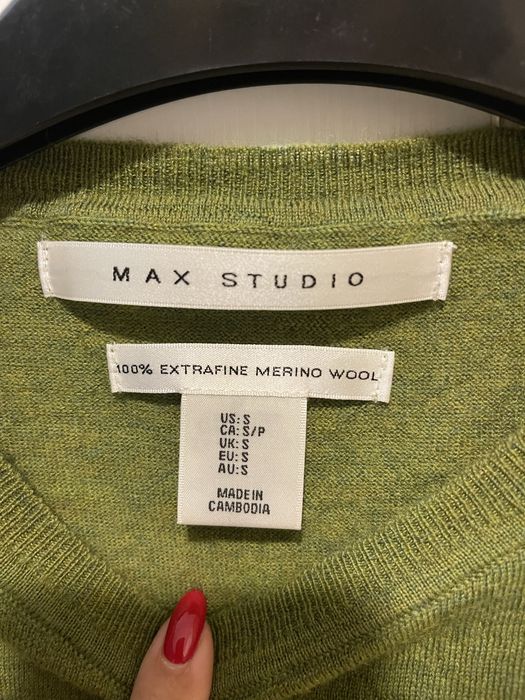 MAX STUDIO
100% EXTRAFINE MERINO WOOL
US: S
CA: S/P
UK: S
EU: S
AU: S
MADE IN
CAMBODIA